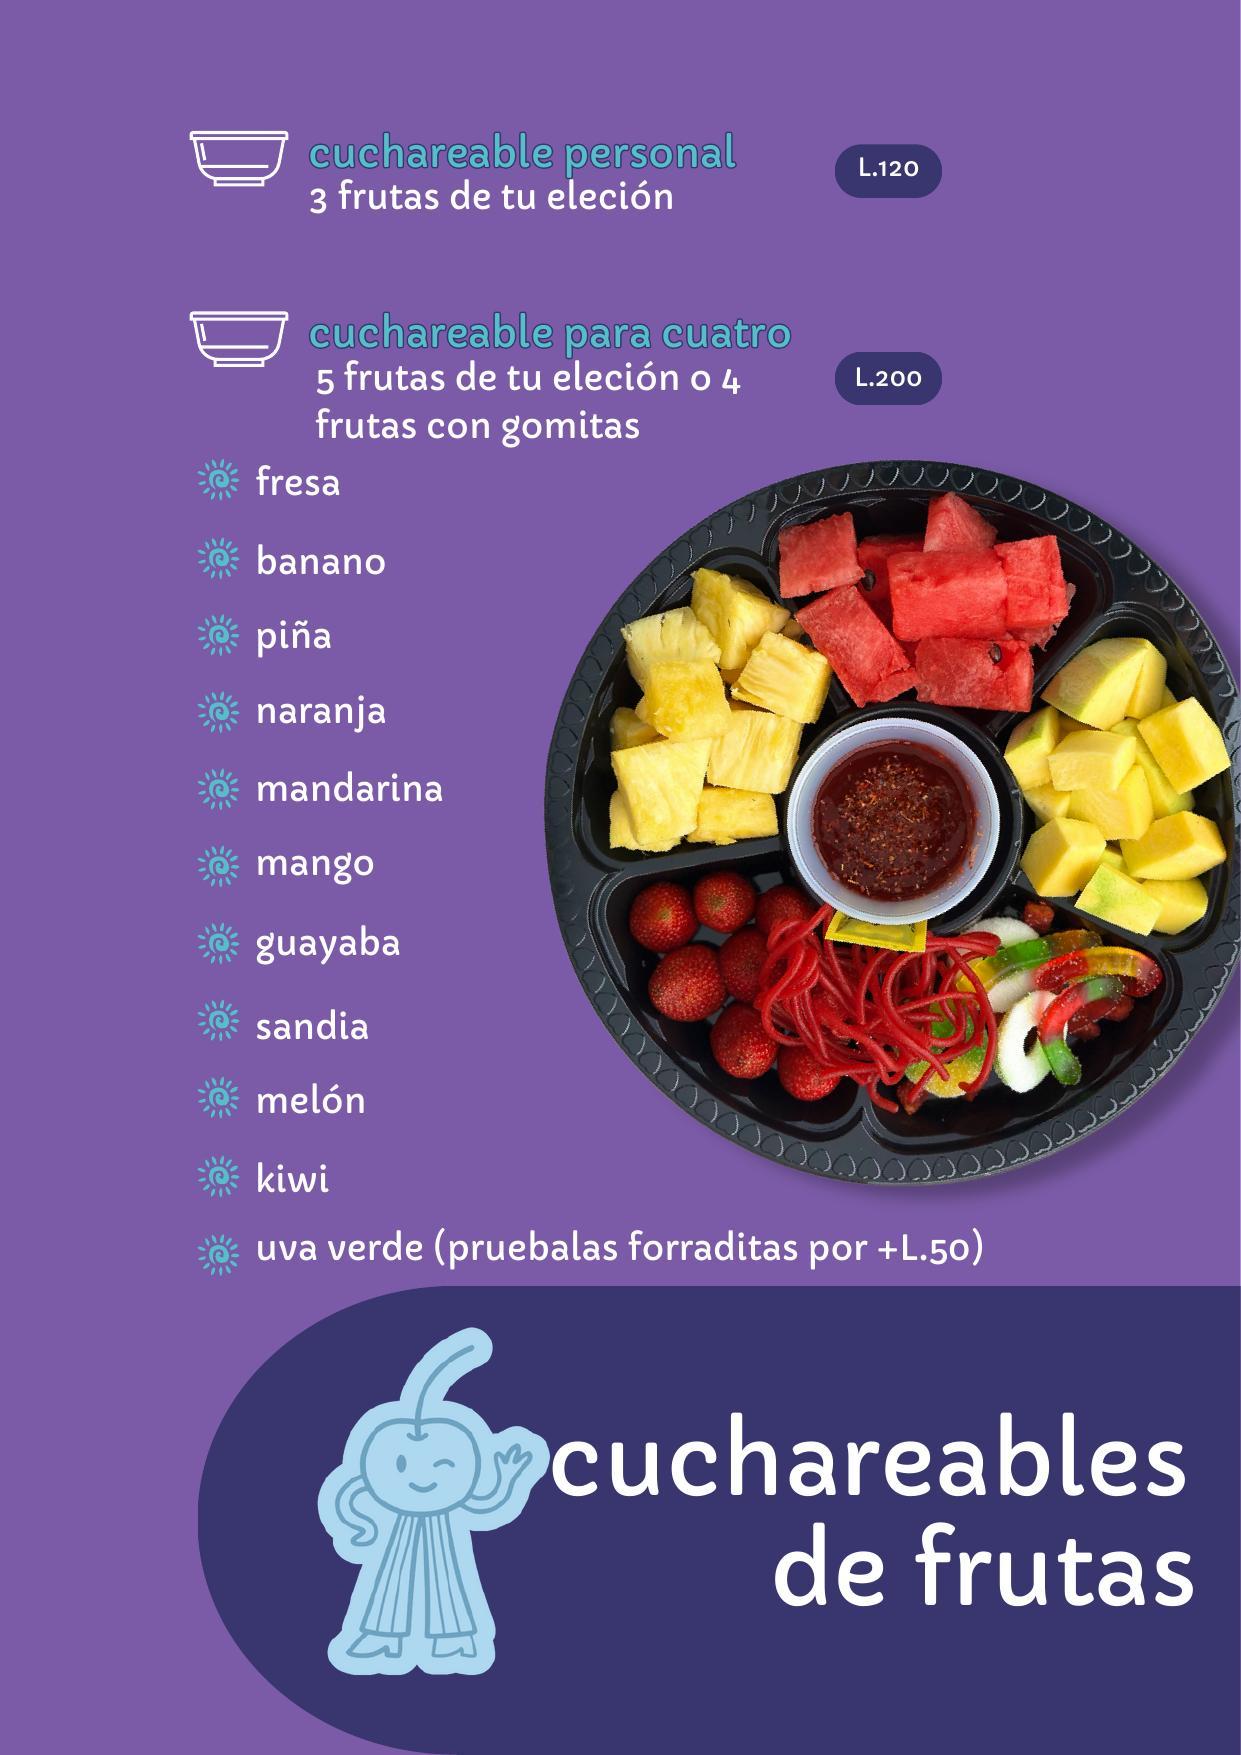 cuchareable personal
3 frutas de tu eleción
L.120
cuchareable para cuatro
5 frutas de tu eleción o 4
frutas con gomitas
L.200
fresa
banano
piña
naranja
mandarina
mango
guayaba
sandia
melón
kiwi
uva verde (pruebalas forraditas por +L.50)
cuchareables
de frutas